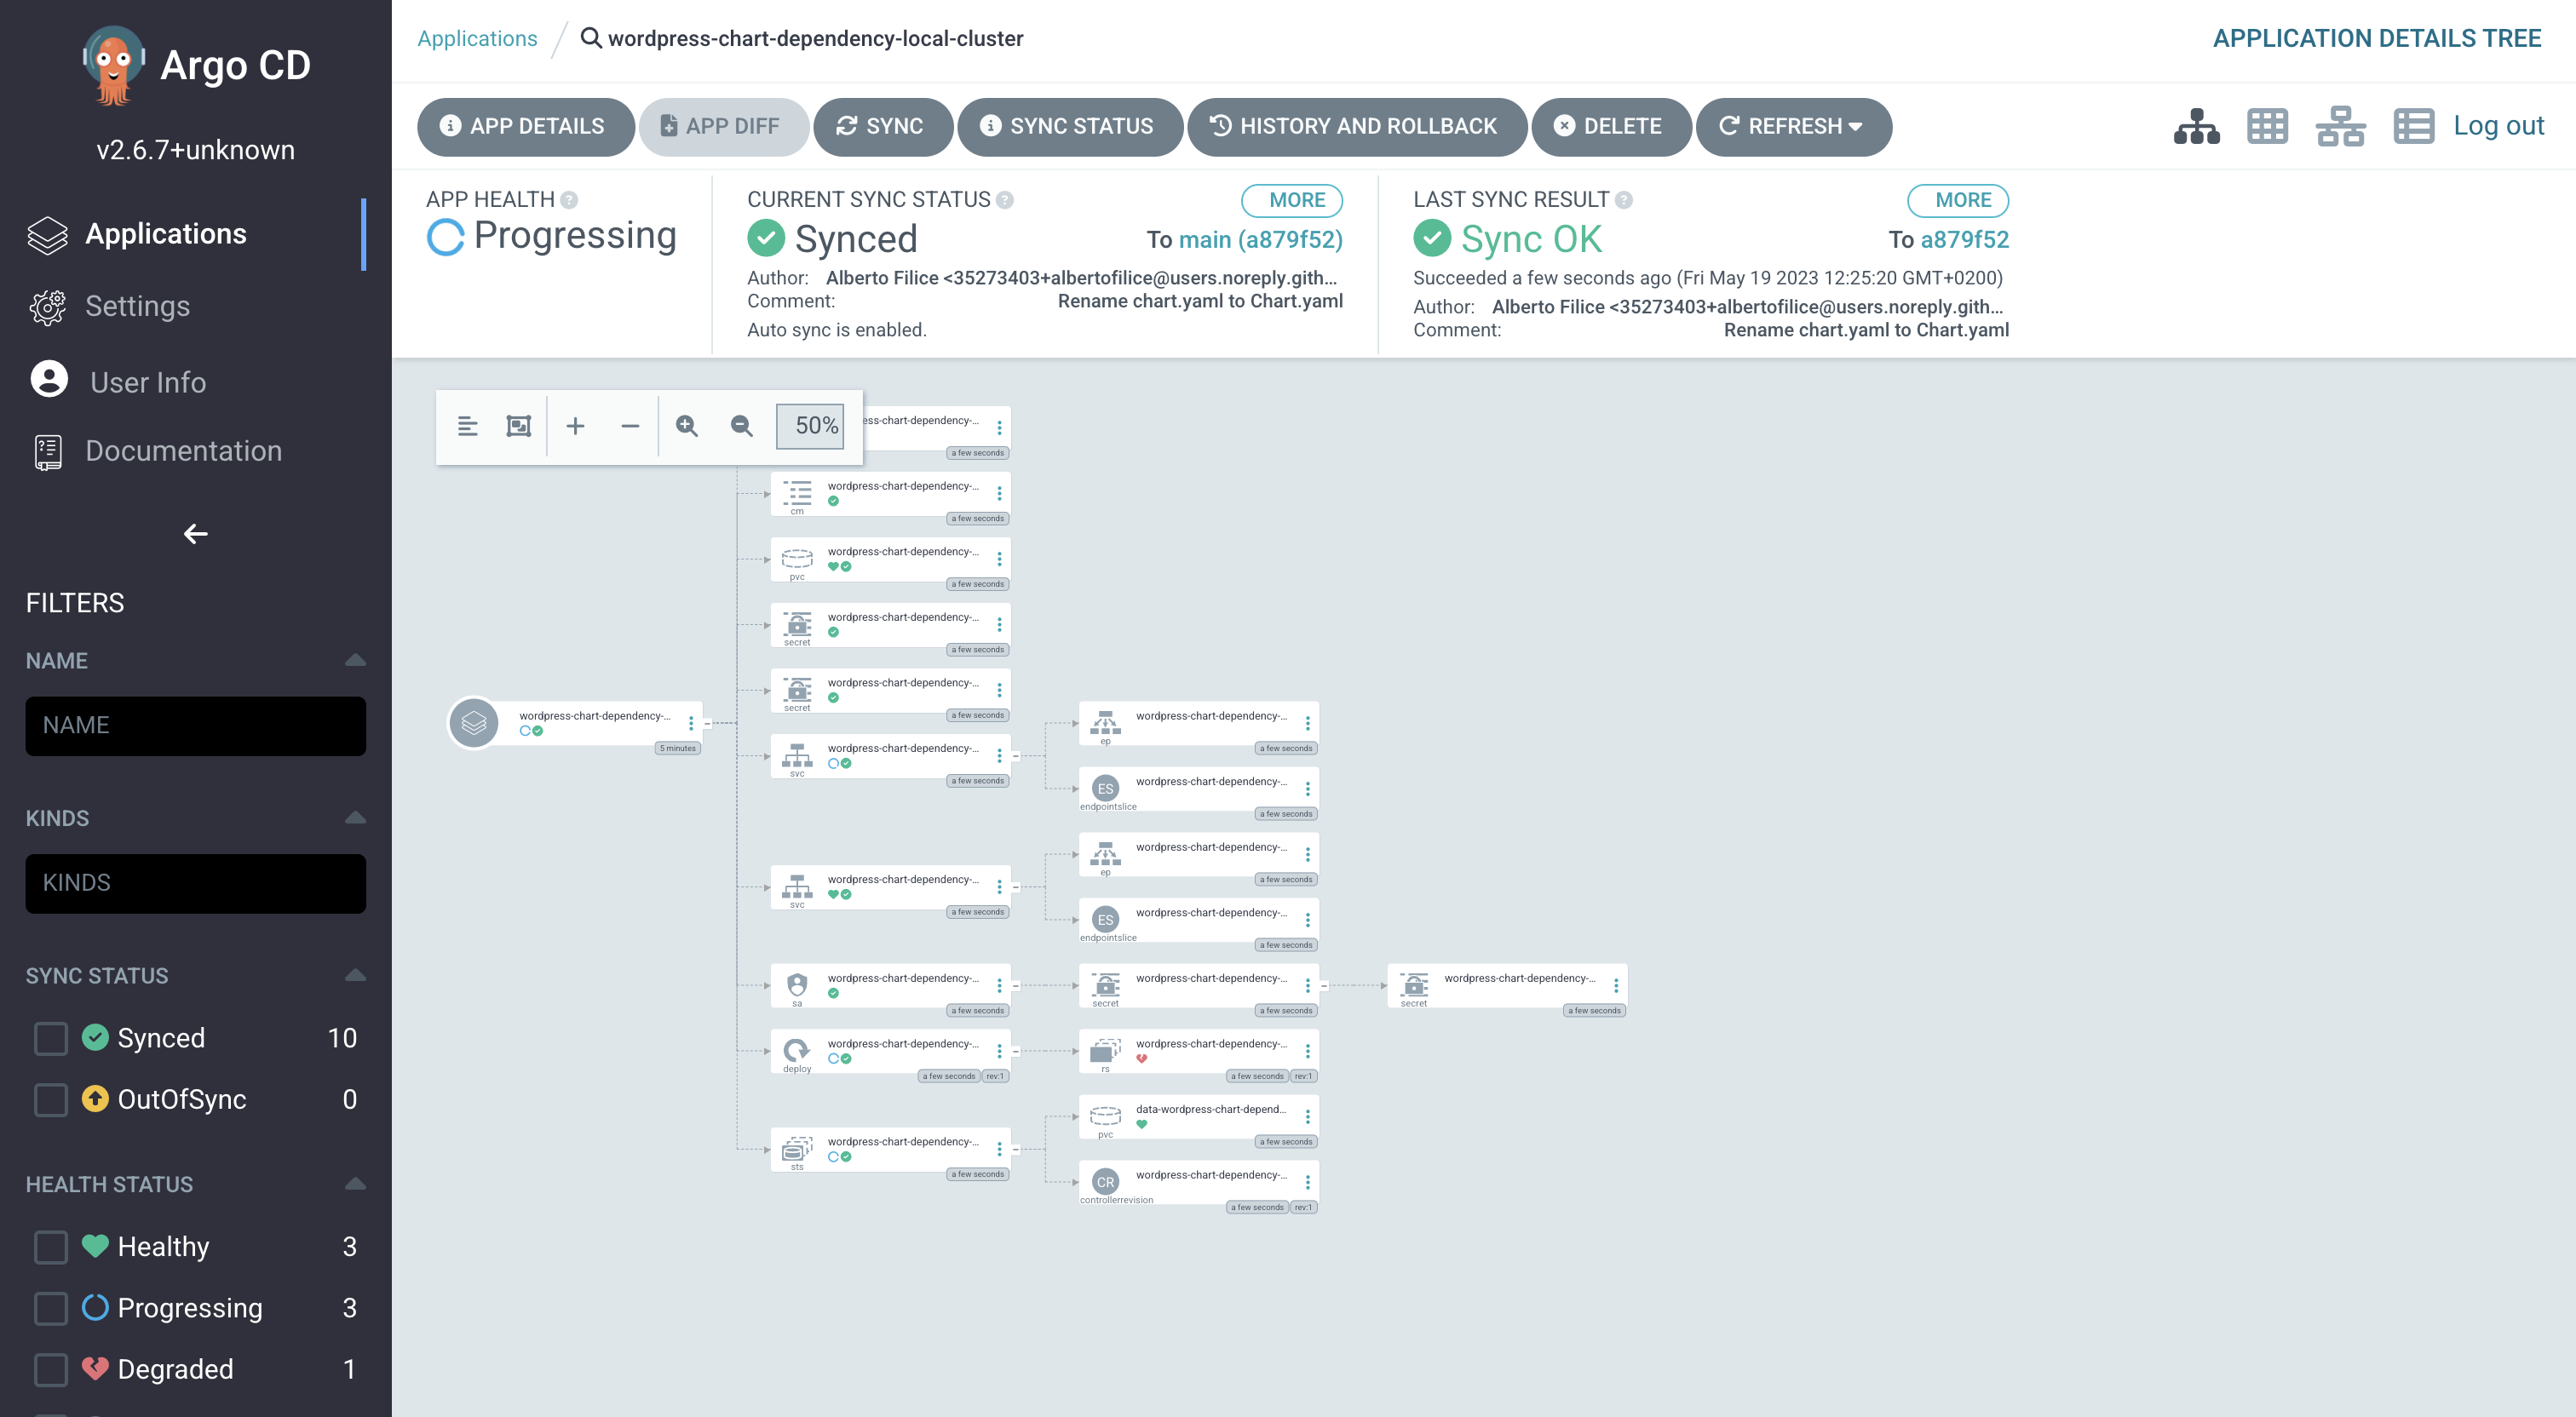 Argo CD
v2.6.7+unknown
Applications
Settings
User Info
Documentation
FILTERS
NAME
NAME
KINDS
KINDS
SYNC STATUS
Synced 10
OutOfSync 0
HEALTH STATUS
Healthy 3
Progressing 3
Degraded 1
Applications / wordpress-chart-dependency-local-cluster
APPLICATION DETAILS TREE
APP DETAILS
APP DIFF
SYNC
SYNC STATUS
HISTORY AND ROLLBACK
DELETE
REFRESH
Log out
APP HEALTH ?
Progressing
CURRENT SYNC STATUS ? MORE
Synced To main (a879f52)
Author: Alberto Filice <35273403+albertofilice@users.noreply.gith...
Comment: Rename chart.yaml to Chart.yaml
Auto sync is enabled.
LAST SYNC RESULT ? MORE
Sync OK To a879f52
Succeeded a few seconds ago (Fri May 19 2023 12:25:20 GMT+0200)
Author: Alberto Filice <35273403+albertofilice@users.noreply.gith...
Comment: Rename chart.yaml to Chart.yaml
50%
ess-chart-dependency-...
a few seconds
wordpress-chart-dependency-...
cm
a few seconds
wordpress-chart-dependency-...
pvc
a few seconds
wordpress-chart-dependency-...
secret
a few seconds
wordpress-chart-dependency-...
secret
a few seconds
wordpress-chart-dependency-...
5 minutes
wordpress-chart-dependency-...
svc
a few seconds
wordpress-chart-dependency-...
ep
a few seconds
wordpress-chart-dependency-...
ES
endpointslice
a few seconds
wordpress-chart-dependency-...
svc
a few seconds
wordpress-chart-dependency-...
ep
a few seconds
wordpress-chart-dependency-...
ES
endpointslice
a few seconds
wordpress-chart-dependency-...
sa
a few seconds
wordpress-chart-dependency-...
secret
a few seconds
wordpress-chart-dependency-...
secret
a few seconds
wordpress-chart-dependency-...
deploy
a few seconds rev:1
wordpress-chart-dependency-...
rs
a few seconds rev:1
wordpress-chart-dependency-...
sts
a few seconds
data-wordpress-chart-depend...
pvc
a few seconds
wordpress-chart-dependency-...
CR
controllerrevision
a few seconds rev:1